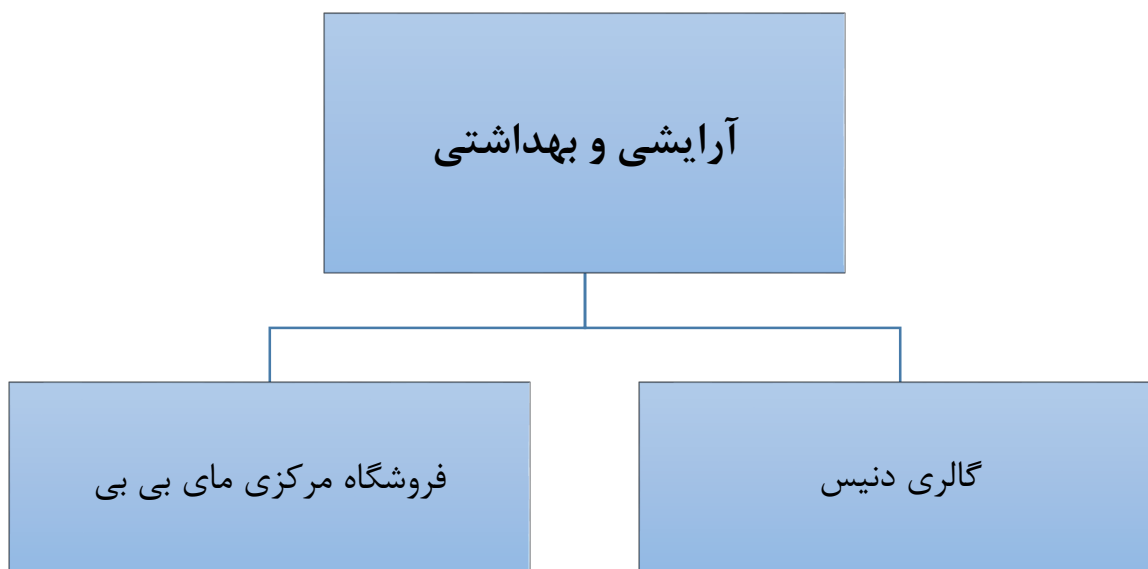 آرایشی و بهداشتی
گالری دنیس
فروشگاه مرکزی مای بی بی